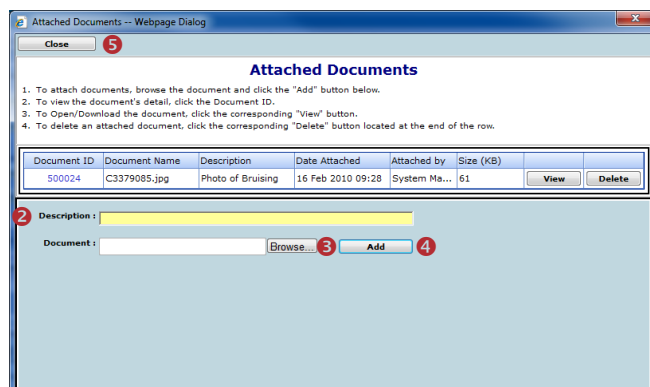 Attached Documents -- Webpage Dialog
X
Close 5
Attached Documents
1. To attach documents, browse the document and click the "Add" button below.
2. To view the document's detail, click the Document ID.
3. To Open/Download the document, click the corresponding "View" button.
4. To delete an attached document, click the corresponding "Delete" button located at the end of the row.
Document ID Document Name Description Date Attached Attached by Size (KB)
500024 C3379085.jpg Photo of Bruising 16 Feb 2010 09:28 System Ma... 61 View Delete
2 Description :
Document : Browse... 3 Add 4